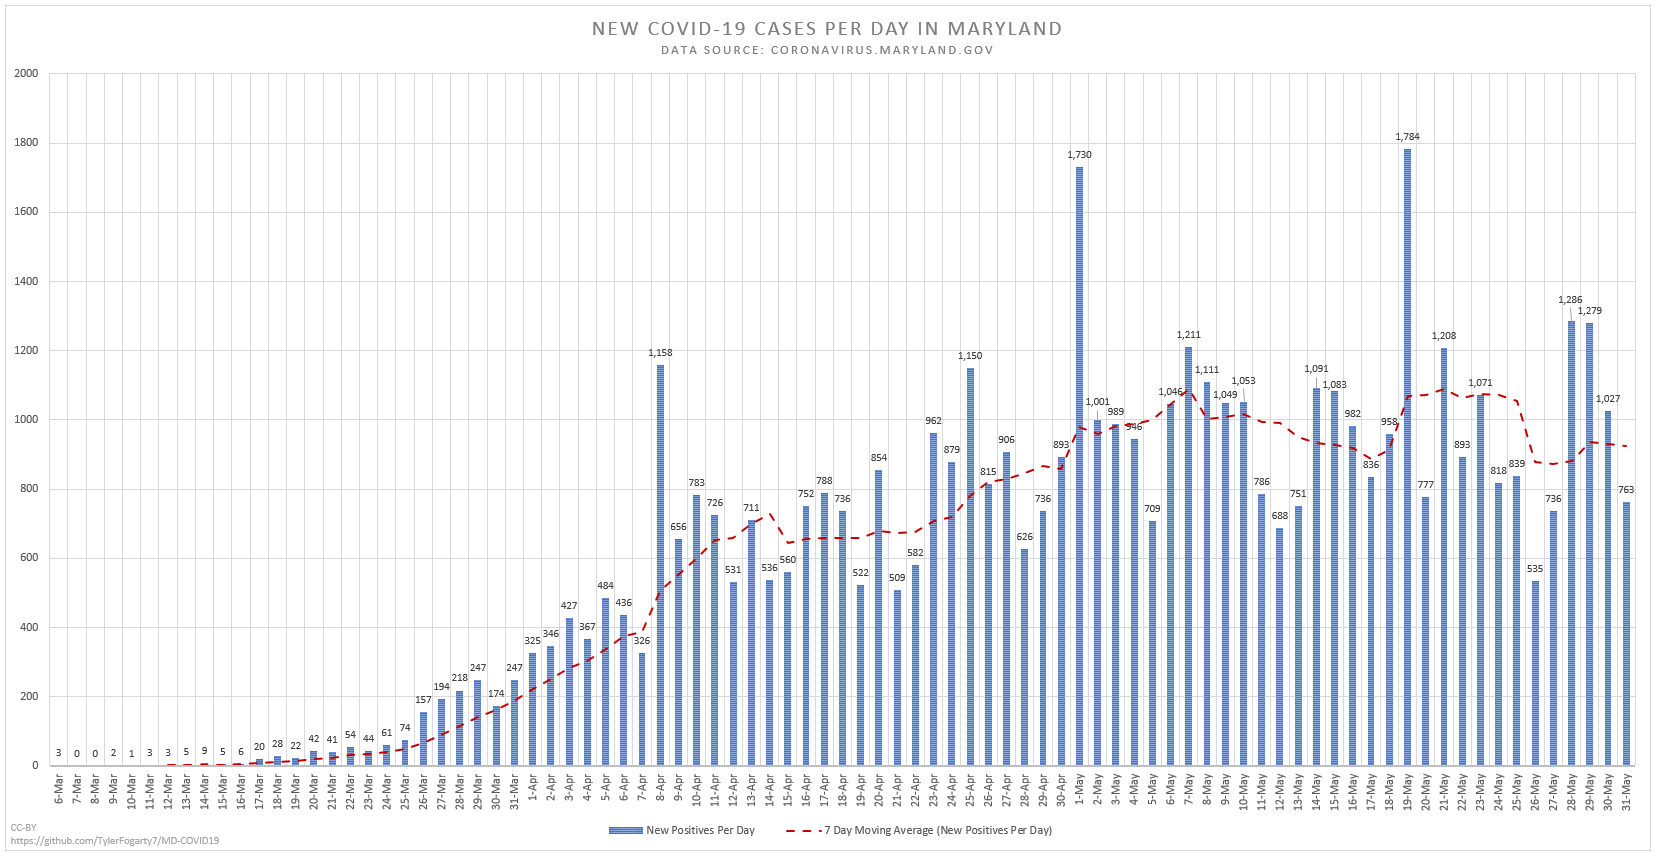 NEW COVID-19 CASES PER DAY IN MARYLAND
DATA SOURCE: CORONAVIRUS.MARYLAND.GOV
2000
1800
1600
1400
1200
1000
800
600
400
200
0
3 0 0 2 1 3 3 5 9 5 6 20 28 22 42 41 54 44 61 74 157 194 218 247 174 247 325 346 427 367 484 436 326 1,158 656 783 726 531 711 536 560 752 788 736 522 854 509 582 962 879 1,150 815 906 626 736 893 1,730 1,001 989 946 709 1,046 1,211 1,111 1,049 1,053 786 688 751 1,091 1,083 982 836 958 1,784 777 1,208 893 1,071 818 839 535 736 1,286 1,279 1,027 763
6-Mar 7-Mar 8-Mar 9-Mar 10-Mar 11-Mar 12-Mar 13-Mar 14-Mar 15-Mar 16-Mar 17-Mar 18-Mar 19-Mar 20-Mar 21-Mar 22-Mar 23-Mar 24-Mar 25-Mar 26-Mar 27-Mar 28-Mar 29-Mar 30-Mar 31-Mar 1-Apr 2-Apr 3-Apr 4-Apr 5-Apr 6-Apr 7-Apr 8-Apr 9-Apr 10-Apr 11-Apr 12-Apr 13-Apr 14-Apr 15-Apr 16-Apr 17-Apr 18-Apr 19-Apr 20-Apr 21-Apr 22-Apr 23-Apr 24-Apr 25-Apr 26-Apr 27-Apr 28-Apr 29-Apr 30-Apr 1-May 2-May 3-May 4-May 5-May 6-May 7-May 8-May 9-May 10-May 11-May 12-May 13-May 14-May 15-May 16-May 17-May 18-May 19-May 20-May 21-May 22-May 23-May 24-May 25-May 26-May 27-May 28-May 29-May 30-May 31-May
New Positives Per Day
7 Day Moving Average (New Positives Per Day)
CC-BY
https://github.com/TylerFogarty7/MD-COVID19